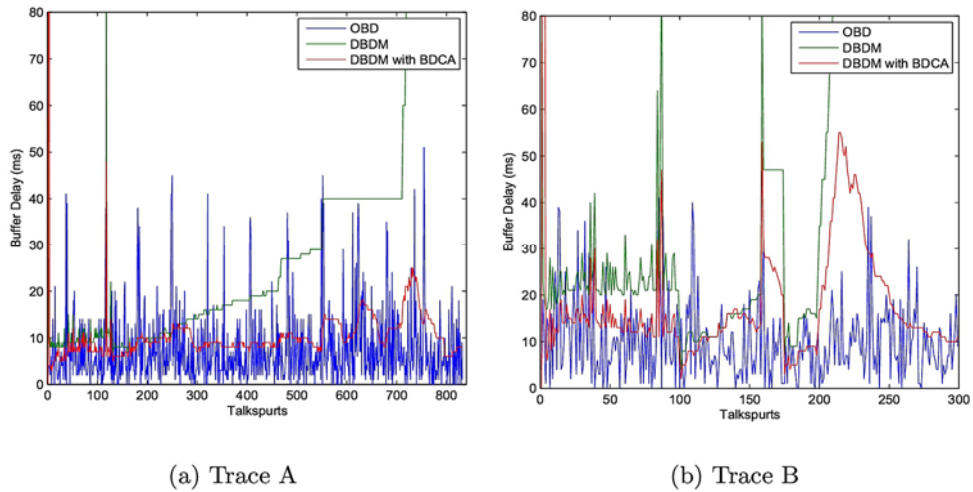 80
70
60
50
40
30
20
10
0
Buffer Delay (ms)
OBD
DBDM
DBDM with BDCA
0 100 200 300 400 500 600 700 800
Talkspurts
(a) Trace A
80
70
60
50
40
30
20
10
0
Buffer Delay (ms)
OBD
DBDM
DBDM with BDCA
0 50 100 150 200 250 300
Talkspurts
(b) Trace B